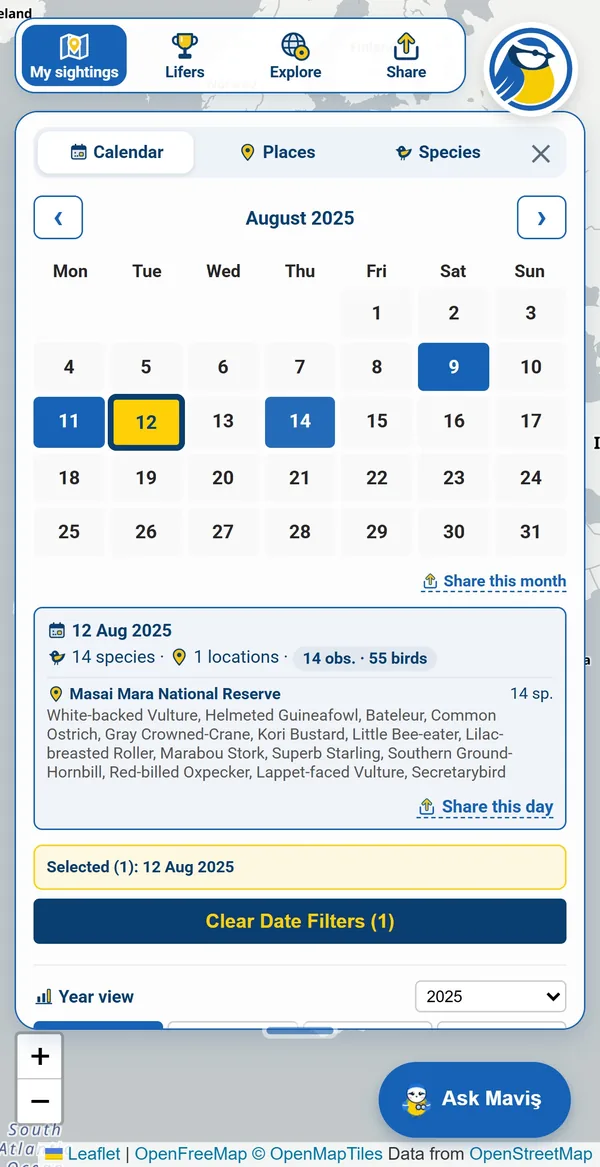 eland
My sightings
Lifers
Explore
Share
Calendar
Places
Species
August 2025
Mon Tue Wed Thu Fri Sat Sun
1 2 3
4 5 6 7 8 9 10
11 12 13 14 15 16 17
18 19 20 21 22 23 24
25 26 27 28 29 30 31
Share this month
12 Aug 2025
14 species · 1 locations · 14 obs. · 55 birds
Masai Mara National Reserve 14 sp.
White-backed Vulture, Helmeted Guineafowl, Bateleur, Common
Ostrich, Gray Crowned-Crane, Kori Bustard, Little Bee-eater, Lilac-
breasted Roller, Marabou Stork, Superb Starling, Southern Ground-
Hornbill, Red-billed Oxpecker, Lappet-faced Vulture, Secretarybird
Share this day
Selected (1): 12 Aug 2025
Clear Date Filters (1)
Year view 2025
+
−
Ask Maviş
South
Leaflet | OpenFreeMap © OpenMapTiles Data from OpenStreetMap